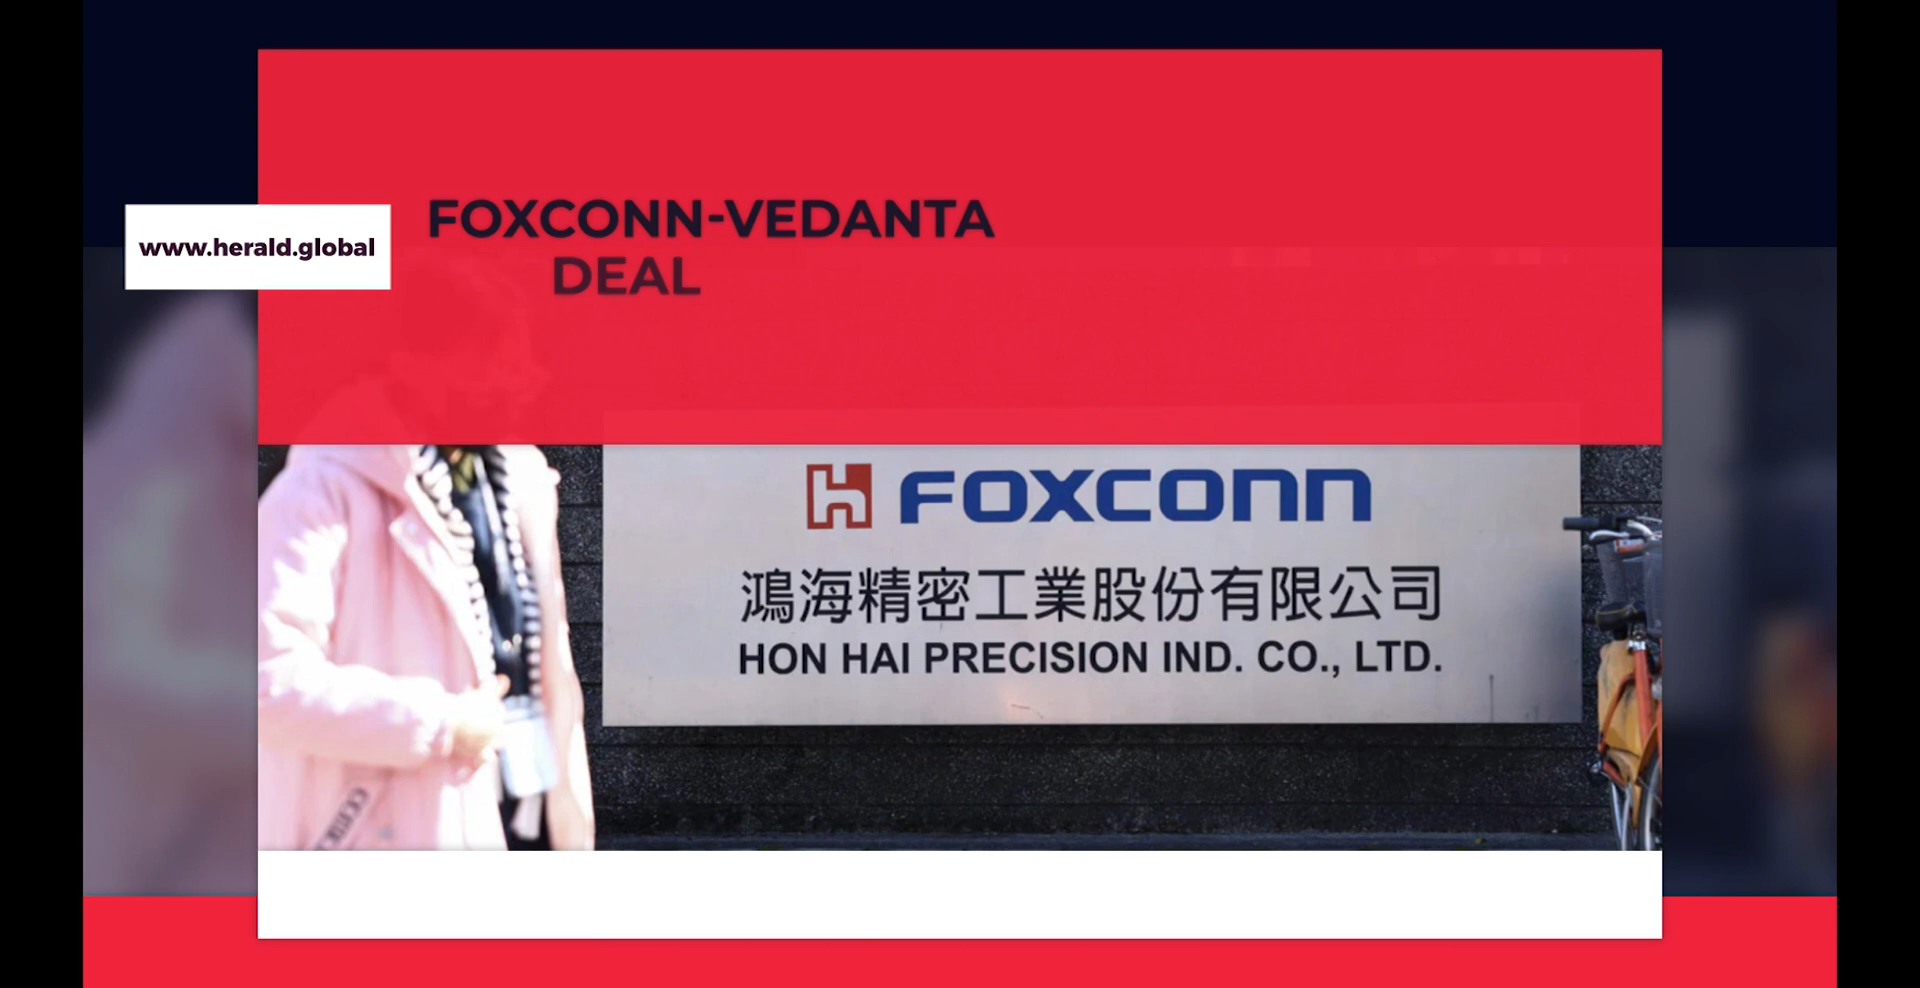 FOXCONN-VEDANTA
DEAL
www.herald.global
FOXCONN
鴻海精密工業股份有限公司
HON HAI PRECISION IND. CO., LTD.